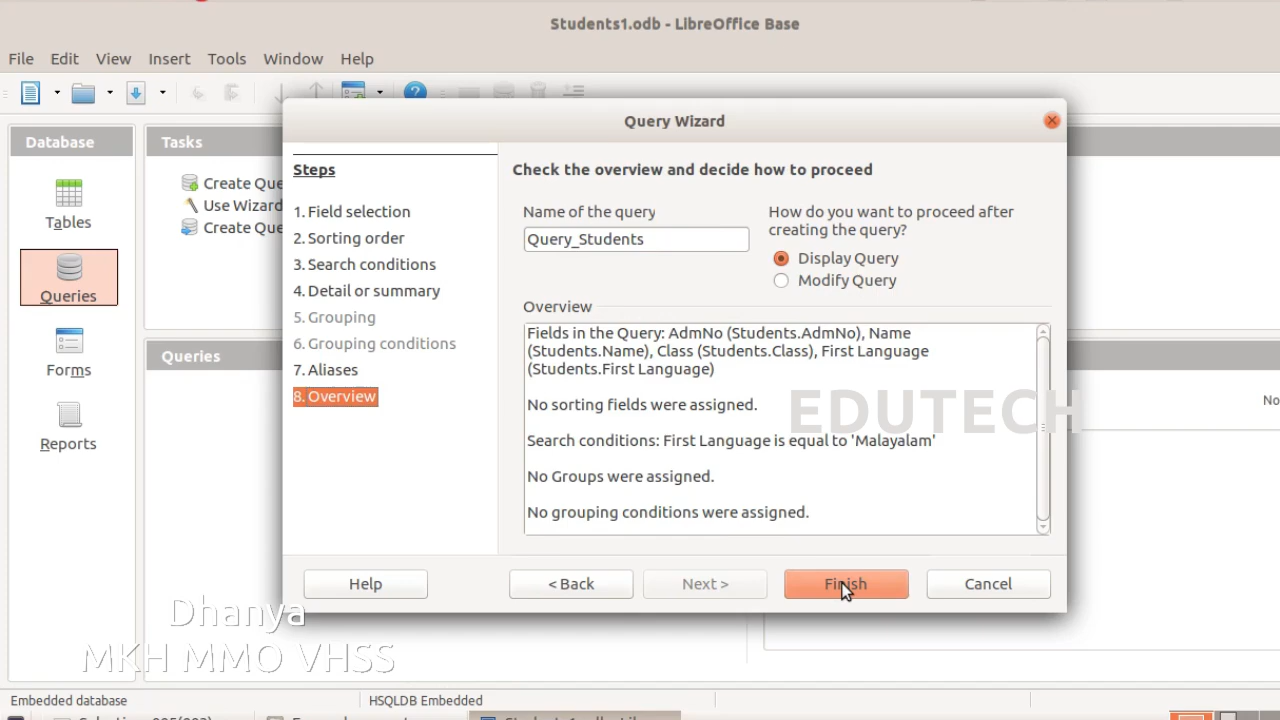 Students1.odb - LibreOffice Base
File Edit View Insert Tools Window Help
Database
Tables
Queries
Forms
Reports
Tasks
Create Que
Use Wizard
Create Que
Queries
No
Query Wizard
Steps
1. Field selection
2. Sorting order
3. Search conditions
4. Detail or summary
5. Grouping
6. Grouping conditions
7. Aliases
8. Overview
Check the overview and decide how to proceed
Name of the query
Query_Students
How do you want to proceed after
creating the query?
Display Query
Modify Query
Overview
Fields in the Query: AdmNo (Students.AdmNo), Name
(Students.Name), Class (Students.Class), First Language
(Students.First Language)
No sorting fields were assigned.
Search conditions: First Language is equal to 'Malayalam'
No Groups were assigned.
No grouping conditions were assigned.
EDUTECH
Help < Back Next > Finish Cancel
Dhanya
MKH MMO VHSS
Embedded database HSQLDB Embedded